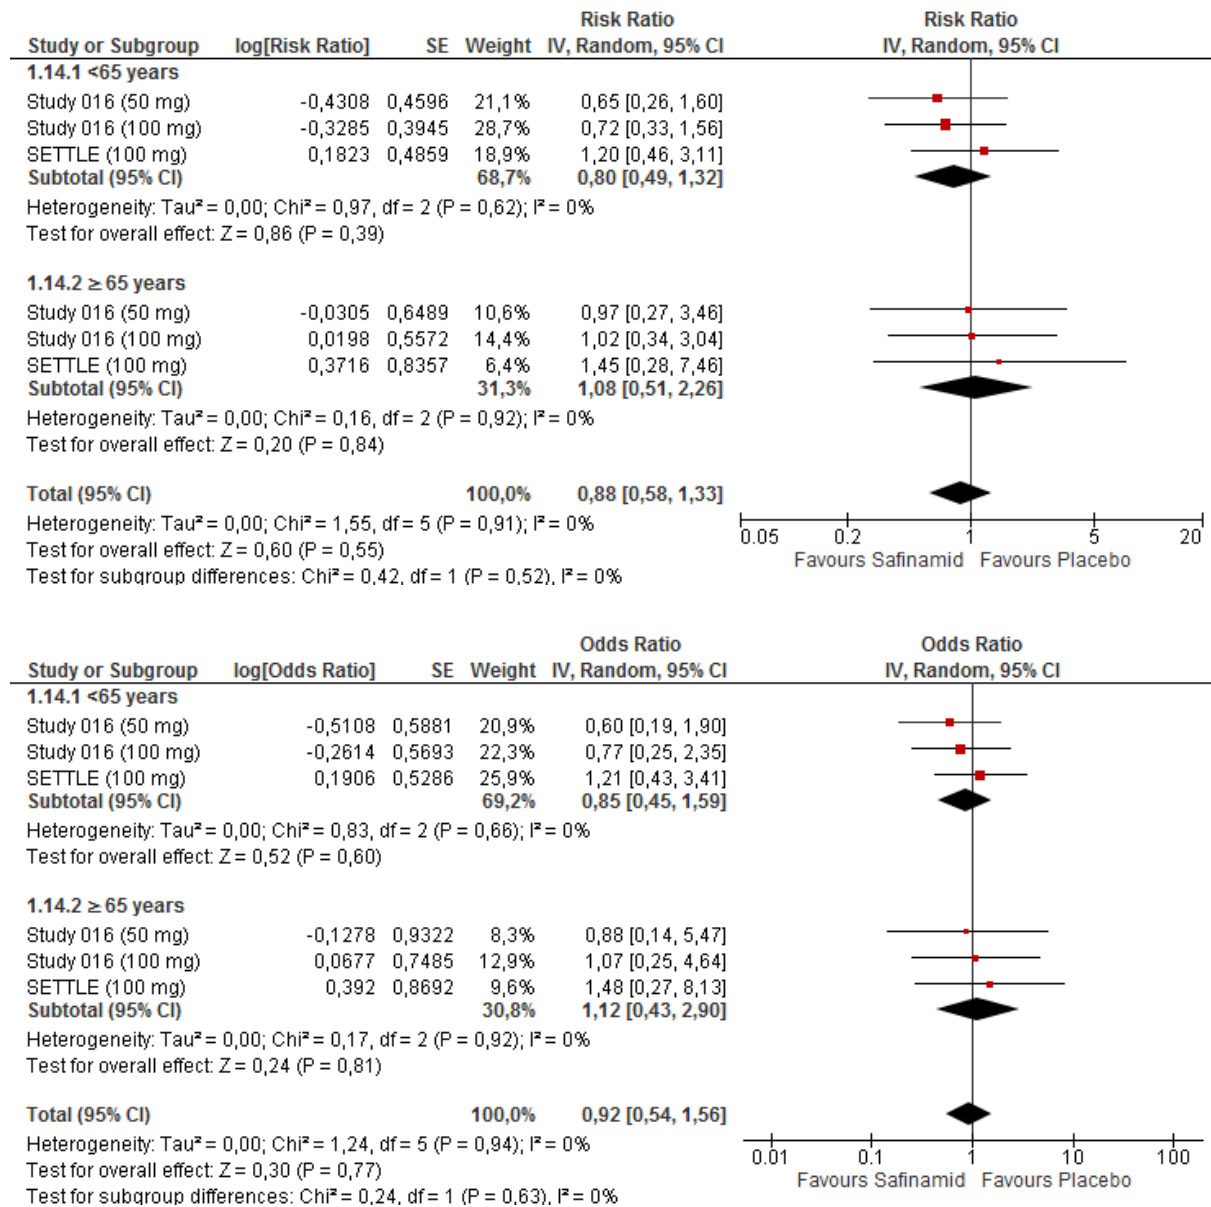 Risk Ratio Risk Ratio
Study or Subgroup log[Risk Ratio] SE Weight IV, Random, 95% CI IV, Random, 95% CI
1.14.1 <65 years
Study 016 (50 mg) -0,4308 0,4596 21,1% 0,65 [0,26, 1,60]
Study 016 (100 mg) -0,3285 0,3945 28,7% 0,72 [0,33, 1,56]
SETTLE (100 mg) 0,1823 0,4859 18,9% 1,20 [0,46, 3,11]
Subtotal (95% CI) 68,7% 0,80 [0,49, 1,32]
Heterogeneity: Tau² = 0,00; Chi² = 0,97, df = 2 (P = 0,62); I² = 0%
Test for overall effect: Z = 0,86 (P = 0,39)
1.14.2 ≥ 65 years
Study 016 (50 mg) -0,0305 0,6489 10,6% 0,97 [0,27, 3,46]
Study 016 (100 mg) 0,0198 0,5572 14,4% 1,02 [0,34, 3,04]
SETTLE (100 mg) 0,3716 0,8357 6,4% 1,45 [0,28, 7,46]
Subtotal (95% CI) 31,3% 1,08 [0,51, 2,26]
Heterogeneity: Tau² = 0,00; Chi² = 0,16, df = 2 (P = 0,92); I² = 0%
Test for overall effect: Z = 0,20 (P = 0,84)
Total (95% CI) 100,0% 0,88 [0,58, 1,33]
Heterogeneity: Tau² = 0,00; Chi² = 1,55, df = 5 (P = 0,91); I² = 0%
Test for overall effect: Z = 0,60 (P = 0,55)
Test for subgroup differences: Chi² = 0,42, df = 1 (P = 0,52), I² = 0%
0.05 0.2 1 5 20
Favours Safinamid Favours Placebo
Odds Ratio Odds Ratio
Study or Subgroup log[Odds Ratio] SE Weight IV, Random, 95% CI IV, Random, 95% CI
1.14.1 <65 years
Study 016 (50 mg) -0,5108 0,5881 20,9% 0,60 [0,19, 1,90]
Study 016 (100 mg) -0,2614 0,5693 22,3% 0,77 [0,25, 2,35]
SETTLE (100 mg) 0,1906 0,5286 25,9% 1,21 [0,43, 3,41]
Subtotal (95% CI) 69,2% 0,85 [0,45, 1,59]
Heterogeneity: Tau² = 0,00; Chi² = 0,83, df = 2 (P = 0,66); I² = 0%
Test for overall effect: Z = 0,52 (P = 0,60)
1.14.2 ≥ 65 years
Study 016 (50 mg) -0,1278 0,9322 8,3% 0,88 [0,14, 5,47]
Study 016 (100 mg) 0,0677 0,7485 12,9% 1,07 [0,25, 4,64]
SETTLE (100 mg) 0,392 0,8692 9,6% 1,48 [0,27, 8,13]
Subtotal (95% CI) 30,8% 1,12 [0,43, 2,90]
Heterogeneity: Tau² = 0,00; Chi² = 0,17, df = 2 (P = 0,92); I² = 0%
Test for overall effect: Z = 0,24 (P = 0,81)
Total (95% CI) 100,0% 0,92 [0,54, 1,56]
Heterogeneity: Tau² = 0,00; Chi² = 1,24, df = 5 (P = 0,94); I² = 0%
Test for overall effect: Z = 0,30 (P = 0,77)
Test for subgroup differences: Chi² = 0,24, df = 1 (P = 0,63), I² = 0%
0.01 0.1 1 10 100
Favours Safinamid Favours Placebo